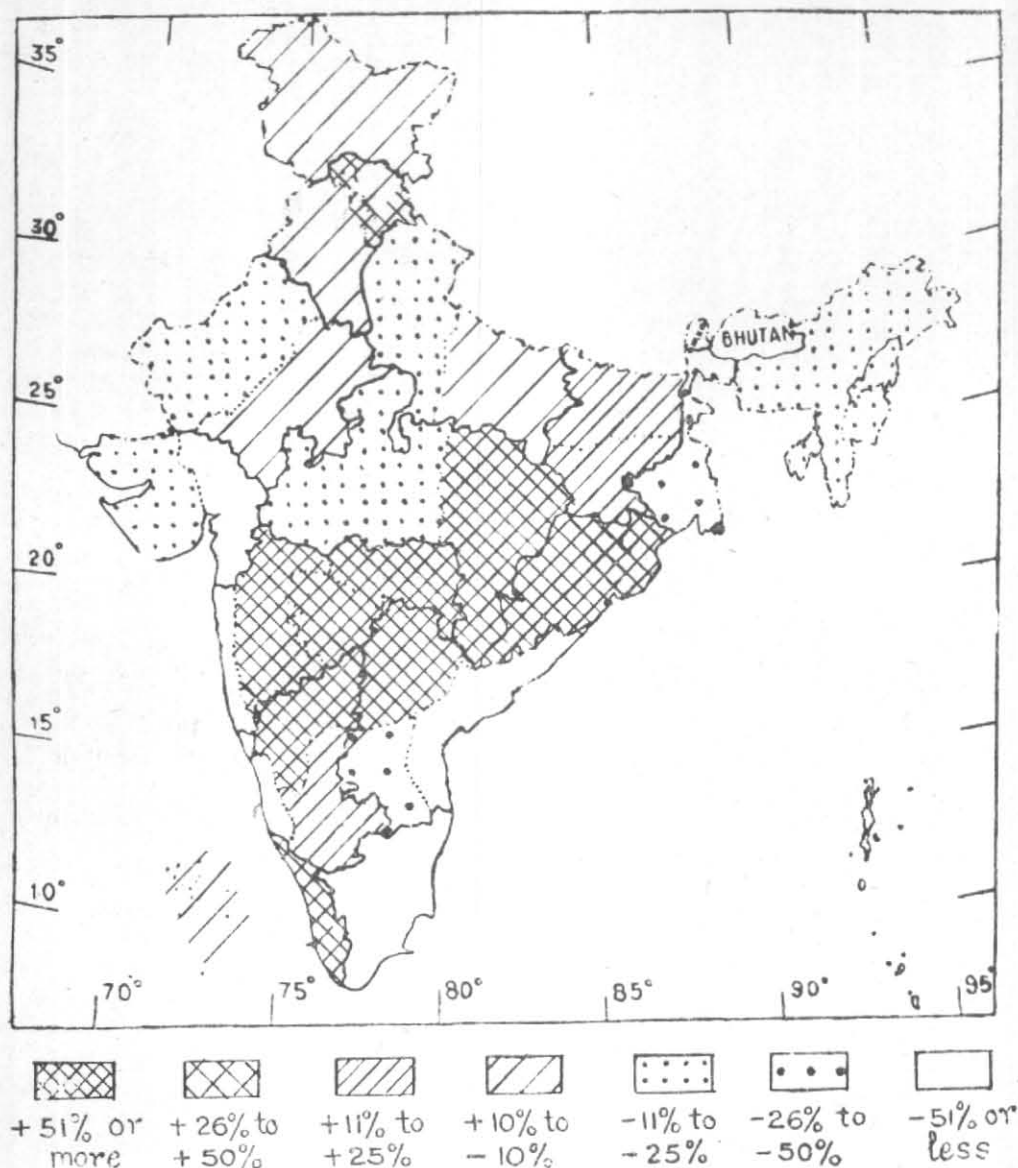 35°
30°
BHUTAN
25°
20°
15°
10°
70° 75° 80° 85° 90° 95°
+51% or more
+26% to +50%
+11% to +25%
+10% to -10%
-11% to -25%
-26% to -50%
-51% or less